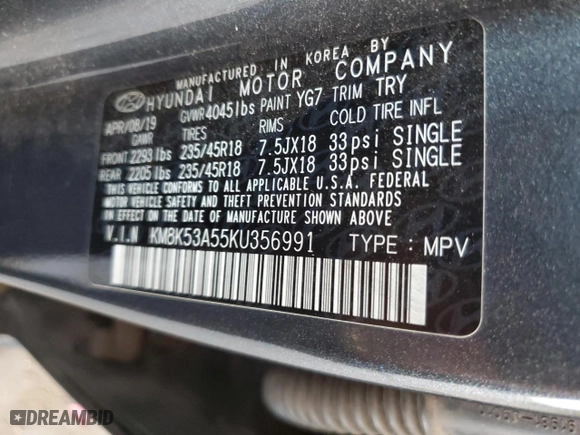 MANUFACTURED IN KOREA BY
HYUNDAI MOTOR COMPANY
APR/08/19 GVWR 4045lbs PAINT YG7 TRIM TRY
GAWR TIRES RIMS COLD TIRE INFL
FRONT 2293 lbs 235/45R18 7.5JX18 33psi SINGLE
REAR 2205 lbs 235/45R18 7.5JX18 33psi SINGLE
THIS VEHICLE CONFORMS TO ALL APPLICABLE U.S.A. FEDERAL
MOTOR VEHICLE SAFETY AND THEFT PREVENTION STANDARDS
IN EFFECT ON THE DATE OF MANUFACTURE SHOWN ABOVE
V.I.N KM8K53A55KU356991 TYPE : MPV
DREAMBID